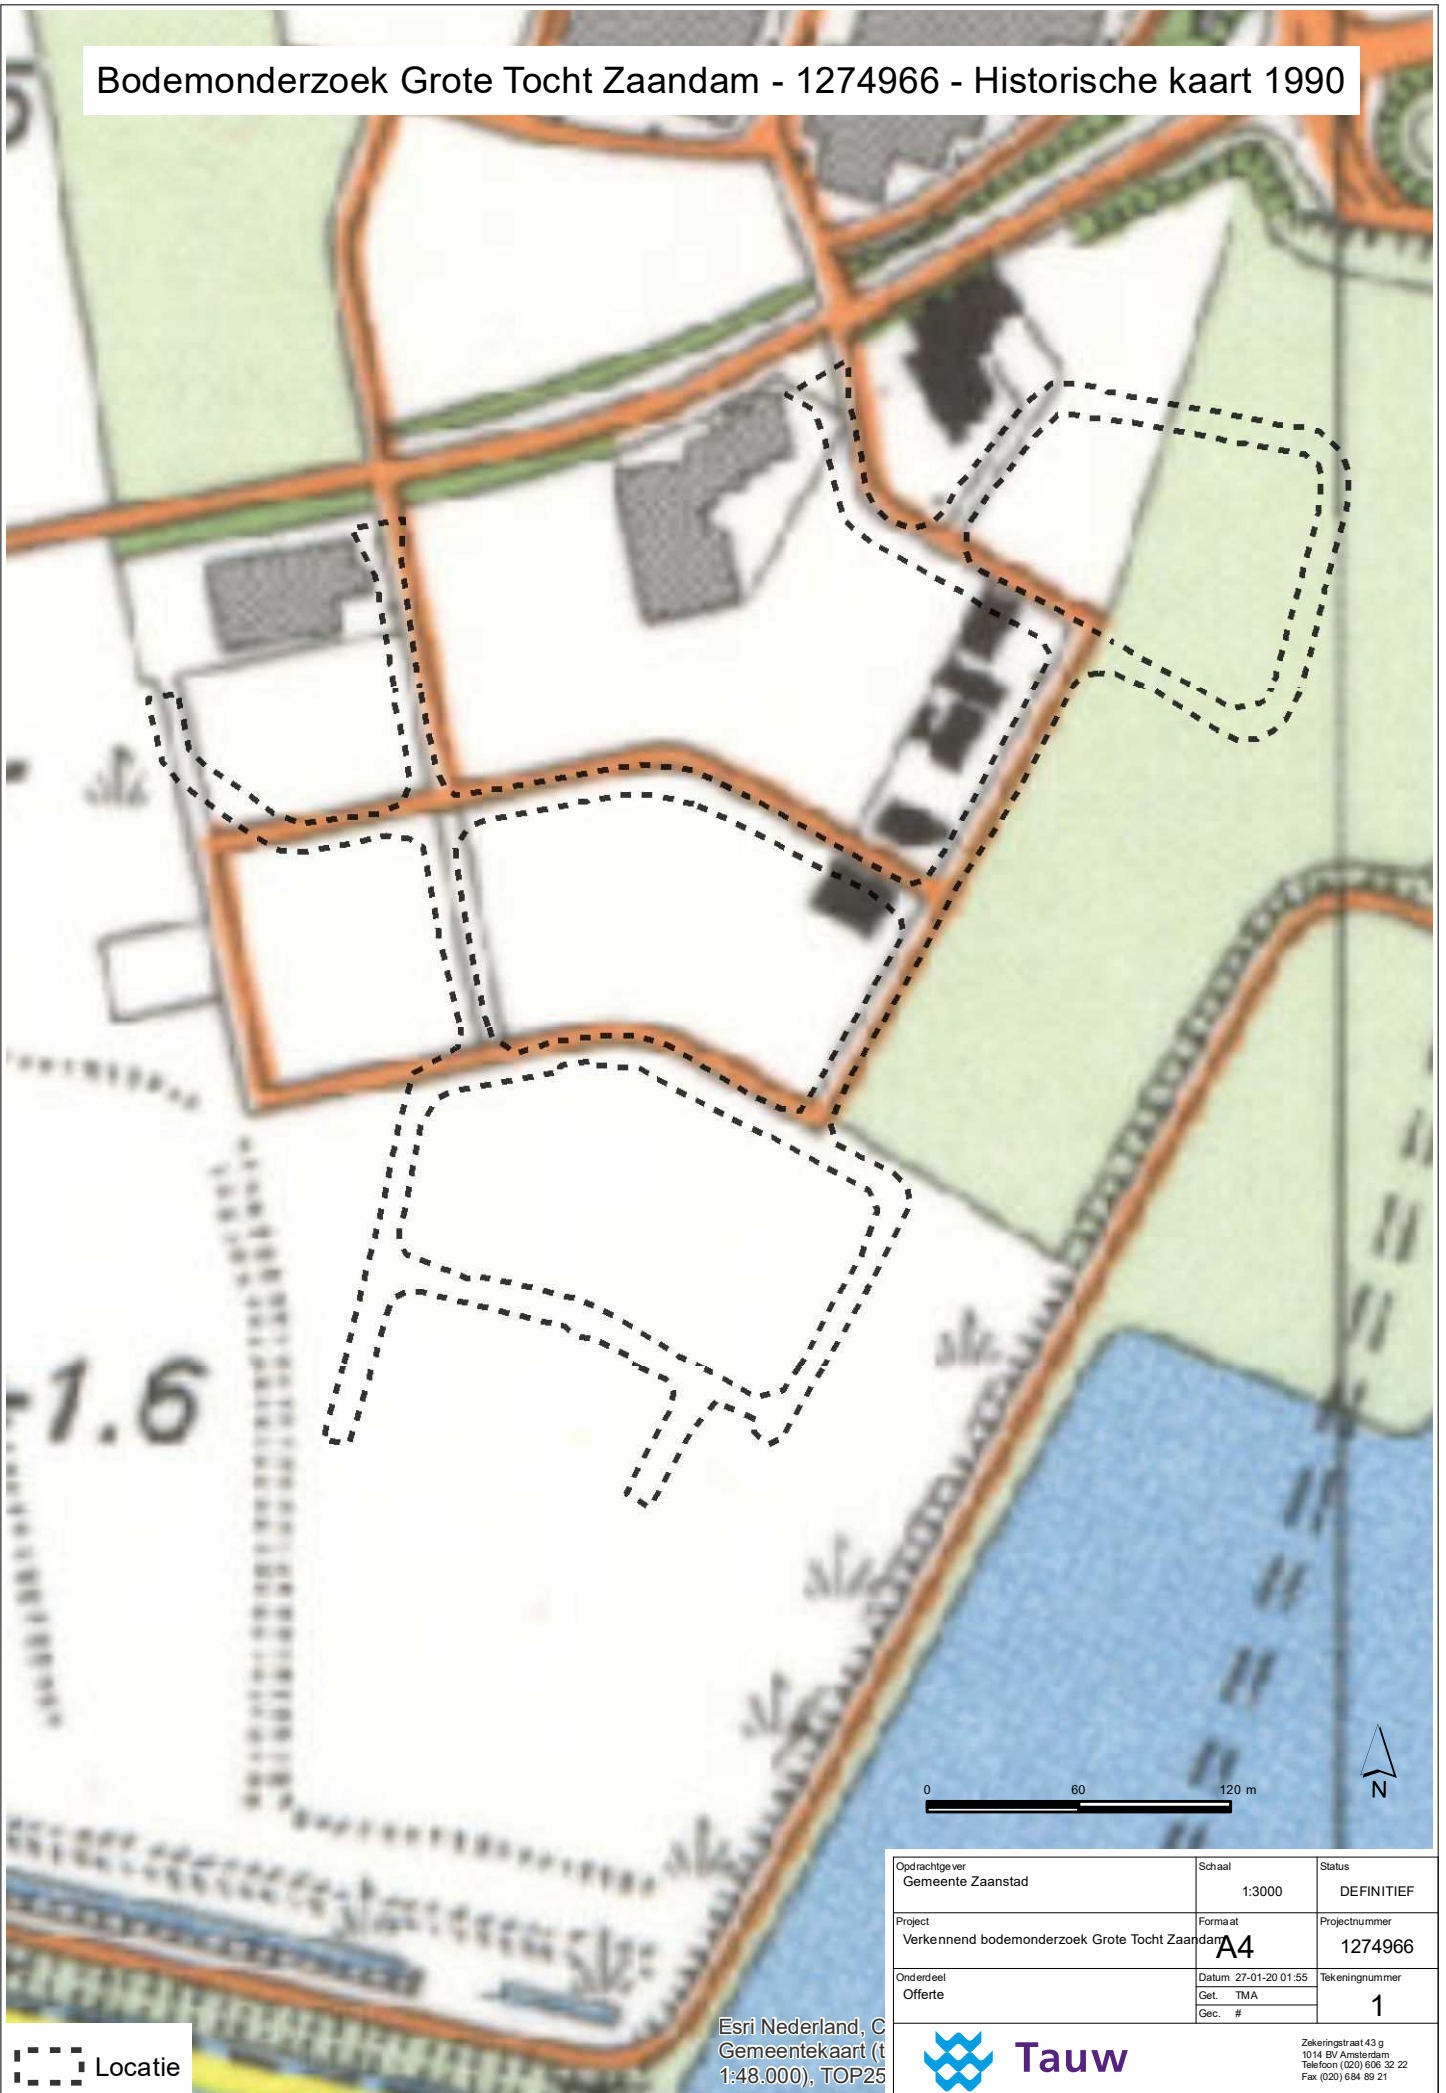 Bodemonderzoek Grote Tocht Zaandam - 1274966 - Historische kaart 1990
-1.6
0 60 120 m
N
Opdrachtgever
Gemeente Zaanstad
Schaal
1:3000
Status
DEFINITIEF
Project
Verkennend bodemonderzoek Grote Tocht Zaandam
Formaat
A4
Projectnummer
1274966
Onderdeel
Offerte
Datum 27-01-20 01:55
Get. TMA
Gec. #
Tekeningnummer
1
Tauw
Zekeringstraat 43 g
1014 BV Amsterdam
Telefoon (020) 606 32 22
Fax (020) 684 89 21
Esri Nederland, C
Gemeentekaart (t
1:48.000), TOP25
Locatie